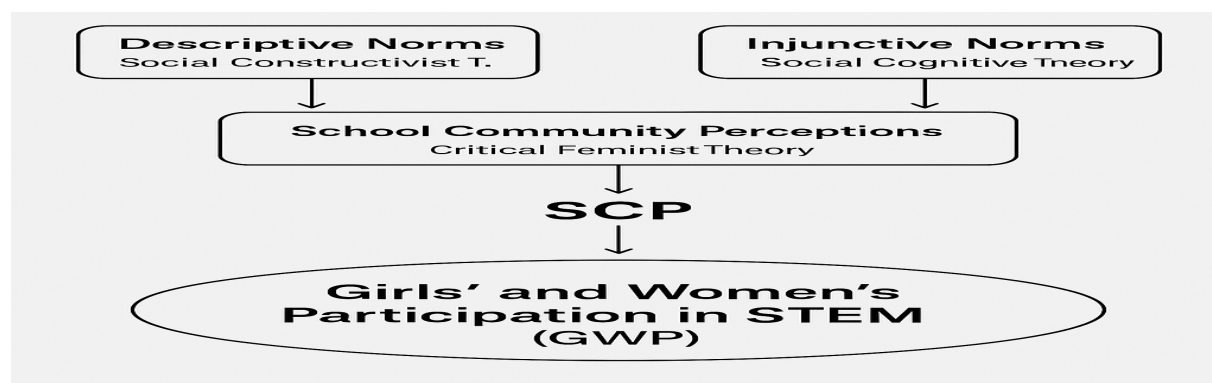 Descriptive Norms
Social Constructivist T.
Injunctive Norms
Social Cognitive Tneory
School Community Perceptions
Critical Feminist Theory
SCP
Girls' and Women's
Participation in STEM
(GWP)